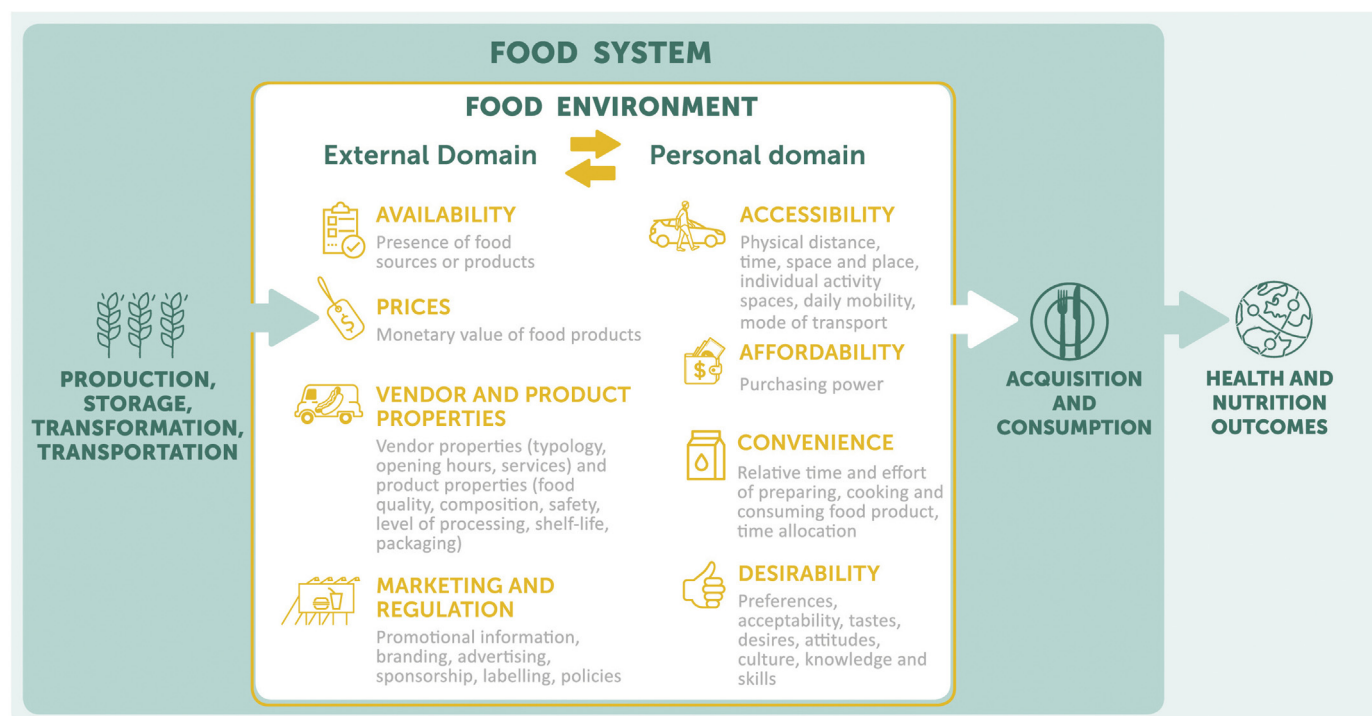 FOOD SYSTEM
FOOD ENVIRONMENT
External Domain
Personal domain
AVAILABILITY
Presence of food
sources or products
PRICES
Monetary value of food products
VENDOR AND PRODUCT
PROPERTIES
Vendor properties (typology,
opening hours, services) and
product properties (food
quality, composition, safety,
level of processing, shelf-life,
packaging)
MARKETING AND
REGULATION
Promotional information,
branding, advertising,
sponsorship, labelling, policies
ACCESSIBILITY
Physical distance,
time, space and place,
individual activity
spaces, daily mobility,
mode of transport
AFFORDABILITY
$
Purchasing power
CONVENIENCE
Relative time and effort
of preparing, cooking and
consuming food product,
time allocation
DESIRABILITY
Preferences,
acceptability, tastes,
desires, attitudes,
culture, knowledge and
skills
PRODUCTION,
STORAGE,
TRANSFORMATION,
TRANSPORTATION
$
ACQUISITION
AND
CONSUMPTION
HEALTH AND
NUTRITION
OUTCOMES